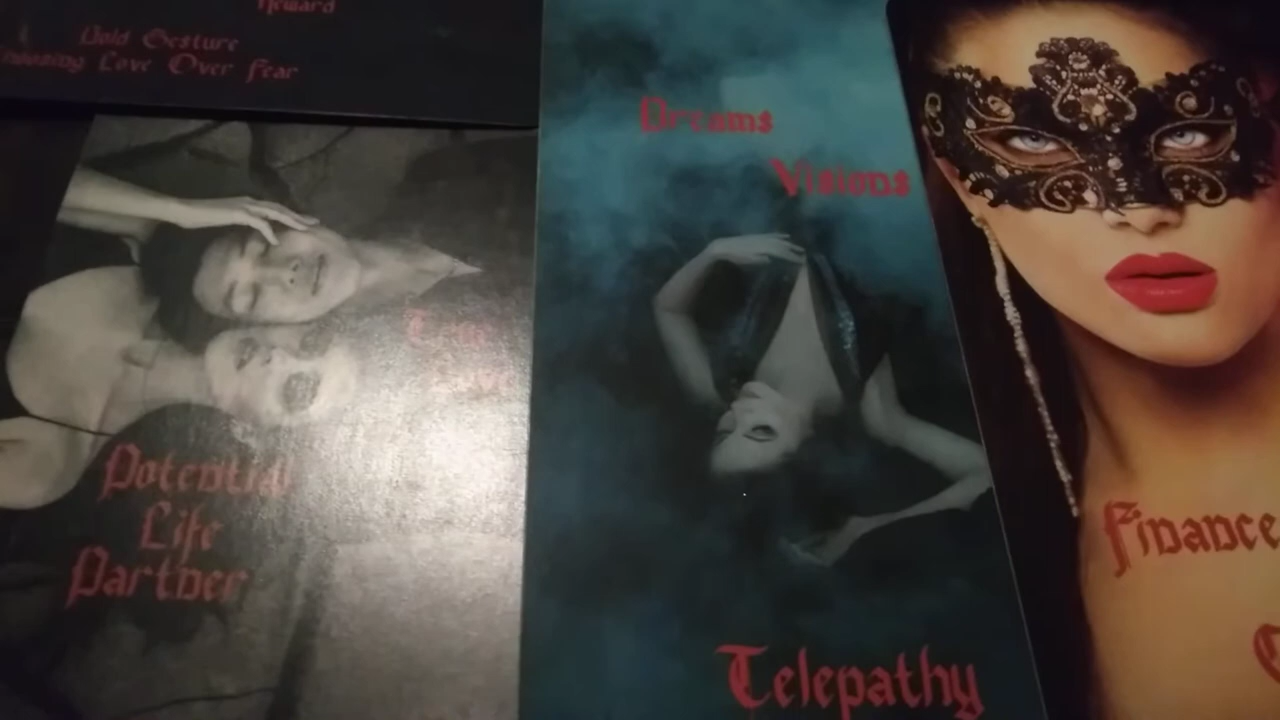 Reward
Bold Gesture
Choosing Love Over Fear
Potential
Life
Partner
Dreams
Visions
Telepathy
Finance